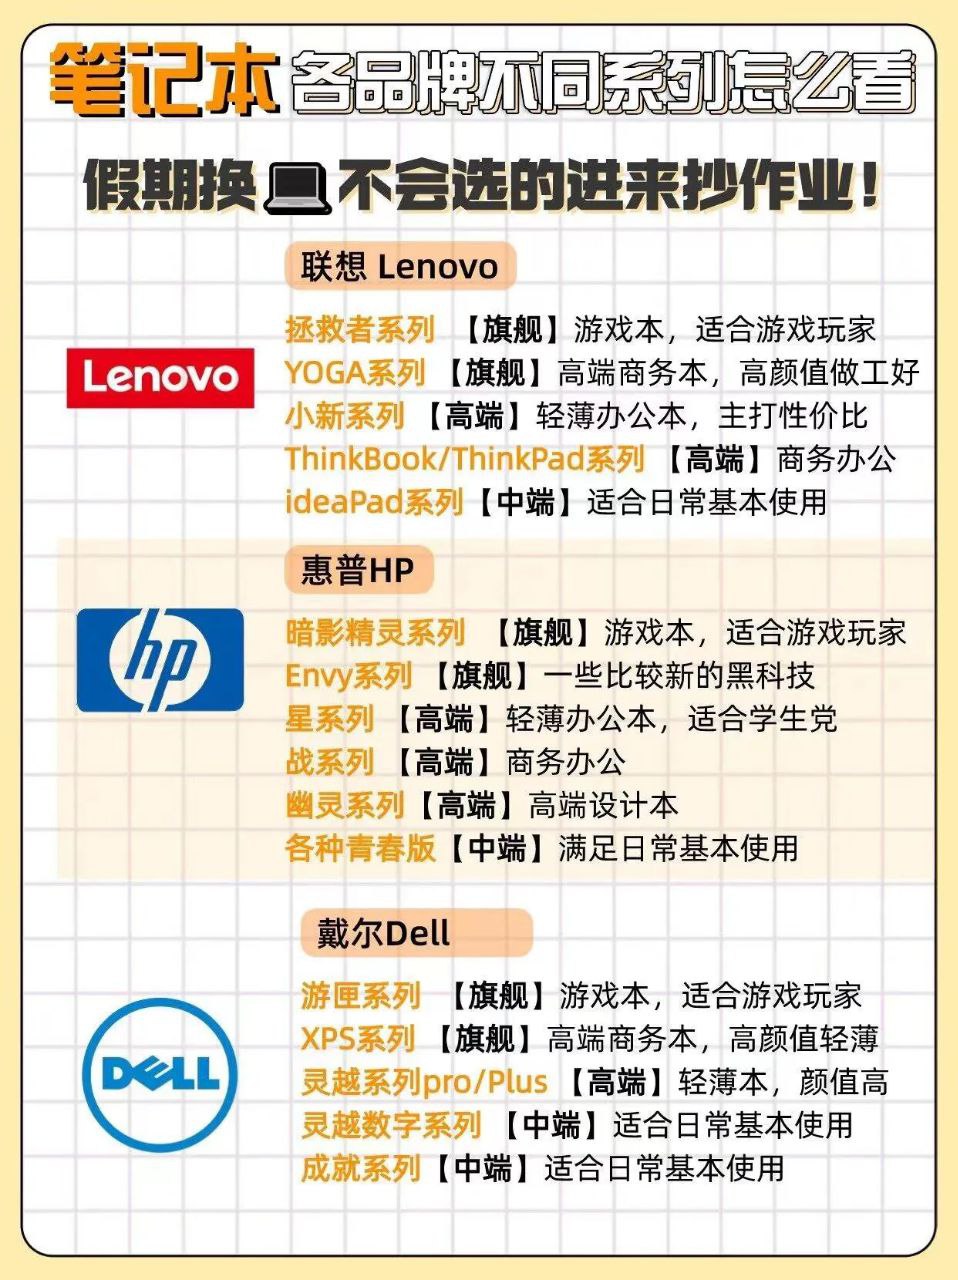 笔记本 各品牌不同系列怎么看
假期换💻不会选的进来抄作业！
联想 Lenovo
Lenovo
拯救者系列 【旗舰】游戏本，适合游戏玩家
YOGA系列 【旗舰】高端商务本，高颜值做工好
小新系列 【高端】轻薄办公本，主打性价比
ThinkBook/ThinkPad系列 【高端】商务办公
ideaPad系列【中端】适合日常基本使用
惠普HP
hp
暗影精灵系列 【旗舰】游戏本，适合游戏玩家
Envy系列 【旗舰】一些比较新的黑科技
星系列 【高端】轻薄办公本，适合学生党
战系列 【高端】商务办公
幽灵系列【高端】高端设计本
各种青春版【中端】满足日常基本使用
戴尔Dell
DELL
游匣系列 【旗舰】游戏本，适合游戏玩家
XPS系列 【旗舰】高端商务本，高颜值轻薄
灵越系列pro/Plus 【高端】轻薄本，颜值高
灵越数字系列 【中端】适合日常基本使用
成就系列【中端】适合日常基本使用